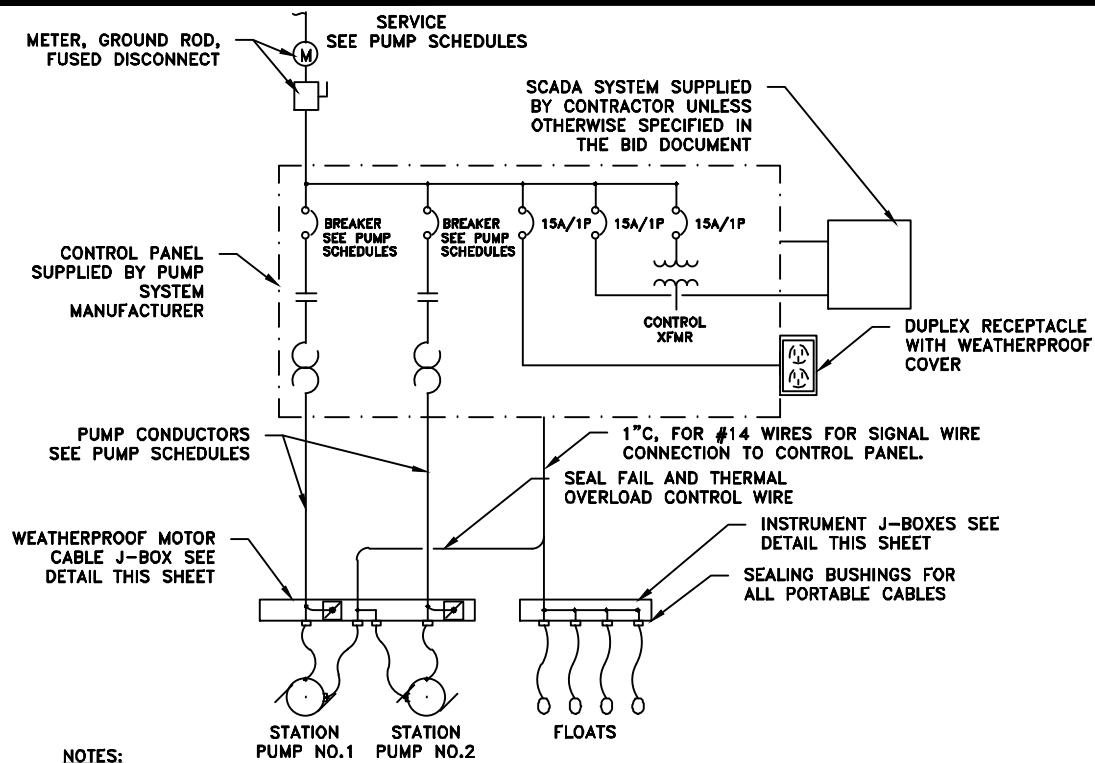 SERVICE
SEE PUMP SCHEDULES
METER, GROUND ROD,
FUSED DISCONNECT
M
SCADA SYSTEM SUPPLIED
BY CONTRACTOR UNLESS
OTHERWISE SPECIFIED IN
THE BID DOCUMENT
BREAKER
SEE PUMP
SCHEDULES
BREAKER
SEE PUMP
SCHEDULES
15A/1P
15A/1P
15A/1P
CONTROL PANEL
SUPPLIED BY PUMP
SYSTEM
MANUFACTURER
CONTROL
XFMR
DUPLEX RECEPTACLE
WITH WEATHERPROOF
COVER
PUMP CONDUCTORS
SEE PUMP SCHEDULES
1"C, FOR #14 WIRES FOR SIGNAL WIRE
CONNECTION TO CONTROL PANEL.
SEAL FAIL AND THERMAL
OVERLOAD CONTROL WIRE
WEATHERPROOF MOTOR
CABLE J-BOX SEE
DETAIL THIS SHEET
INSTRUMENT J-BOXES SEE
DETAIL THIS SHEET
SEALING BUSHINGS FOR
ALL PORTABLE CABLES
STATION
PUMP NO.1
STATION
PUMP NO.2
FLOATS
NOTES: